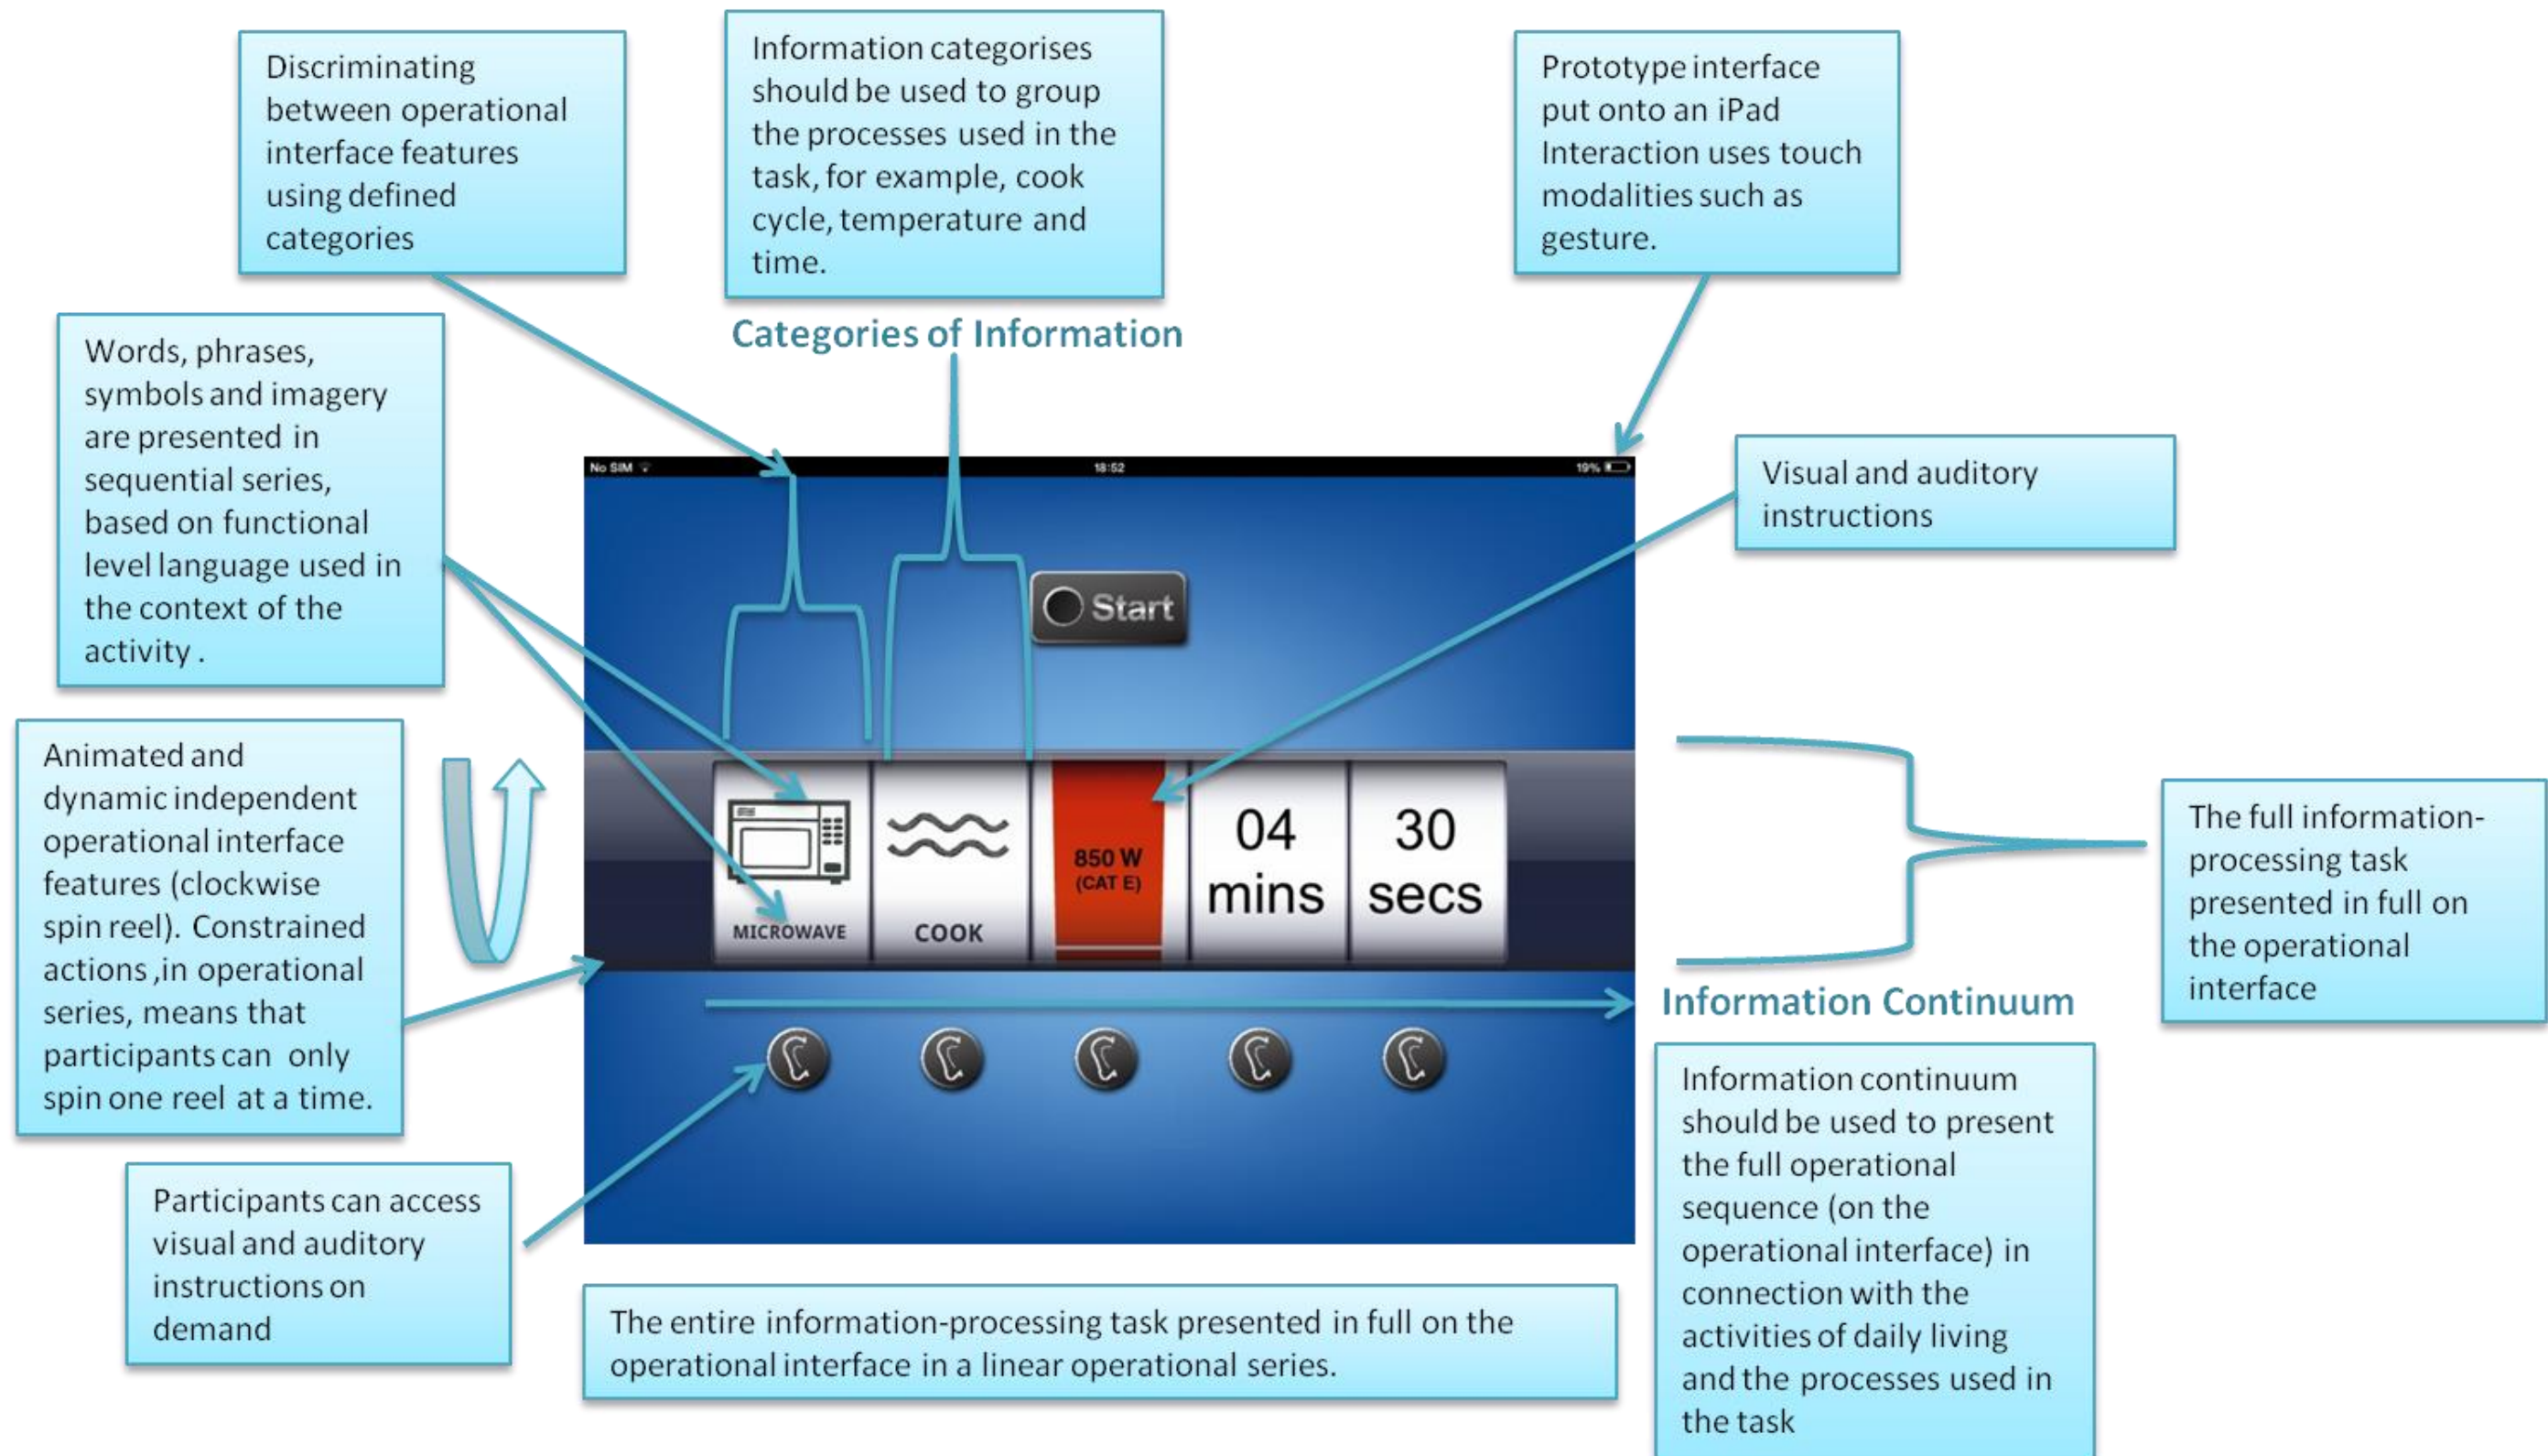 Discriminating
between operational
interface features
using defined
categories
Information categorises
should be used to group
the processes used in the
task, for example, cook
cycle, temperature and
time.
Prototype interface
put onto an iPad
Interaction uses touch
modalities such as
gesture.
Categories of Information
Words, phrases,
symbols and imagery
are presented in
sequential series,
based on functional
level language used in
the context of the
activity .
Visual and auditory
instructions
No SIM 18:52 19%
Start
Animated and
dynamic independent
operational interface
features (clockwise
spin reel). Constrained
actions ,in operational
series, means that
participants can only
spin one reel at a time.
MICROWAVE
COOK
850 W
(CAT E)
04
mins
30
secs
The full information-
processing task
presented in full on
the operational
interface
Information Continuum
Information continuum
should be used to present
the full operational
sequence (on the
operational interface) in
connection with the
activities of daily living
and the processes used in
the task
Participants can access
visual and auditory
instructions on
demand
The entire information-processing task presented in full on the
operational interface in a linear operational series.